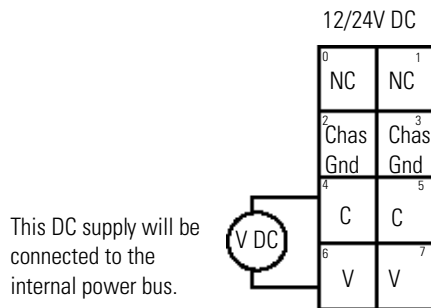 12/24V DC
0 1
NC NC
2 3
Chas Chas
Gnd Gnd
4 5
C C
This DC supply will be
connected to the
internal power bus.
V DC
6 7
V V